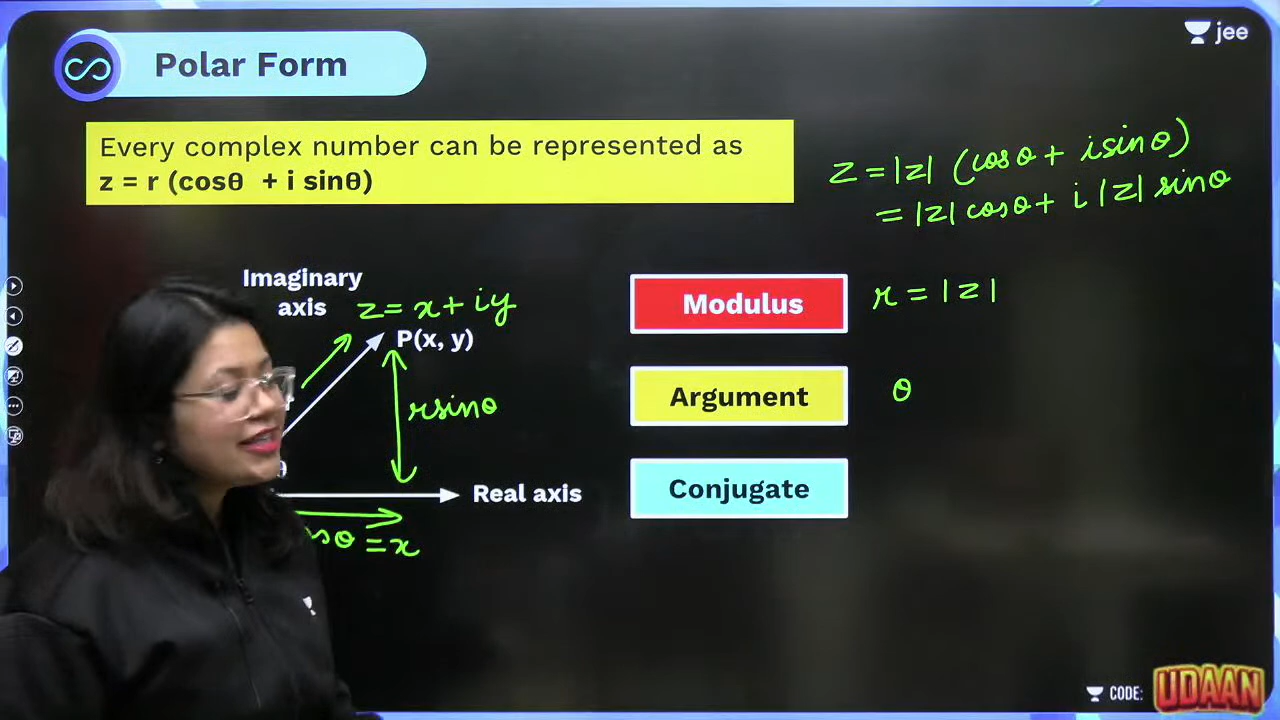 Polar Form
jee
Every complex number can be represented as
z = r (cosθ + i sinθ)
z = |z| (cosθ + i sinθ)
= |z| cosθ + i |z| sinθ
Imaginary
axis
z = x + iy
P(x, y)
r sinθ
θ
Real axis
osθ = x
Modulus
r = |z|
Argument
θ
Conjugate
CODE:
UDAAN